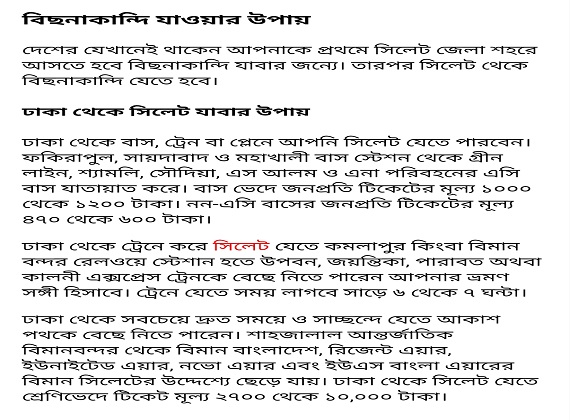 বিছনাকান্দি যাওয়ার উপায়
দেশের যেখানেই থাকেন আপনাকে প্রথমে সিলেট জেলা শহরে
আসতে হবে বিছনাকান্দি যাবার জন্যে। তারপর সিলেট থেকে
বিছনাকান্দি যেতে হবে।
ঢাকা থেকে সিলেট যাবার উপায়
ঢাকা থেকে বাস, ট্রেন বা প্লেনে আপনি সিলেট যেতে পারবেন।
ফকিরাপুল, সায়দাবাদ ও মহাখালী বাস স্টেশন থেকে গ্রীন
লাইন, শ্যামলি, সৌদিয়া, এস আলম ও এনা পরিবহনের এসি
বাস যাতায়াত করে। বাস ভেদে জনপ্রতি টিকেটের মূল্য ১০০০
থেকে ১২০০ টাকা। নন-এসি বাসের জনপ্রতি টিকেটের মূল্য
৪৭০ থেকে ৬০০ টাকা।
ঢাকা থেকে ট্রেনে করে সিলেট যেতে কমলাপুর কিংবা বিমান
বন্দর রেলওয়ে স্টেশান হতে উপবন, জয়ন্তিকা, পারাবত অথবা
কালনী এক্সপ্রেস ট্রেনকে বেছে নিতে পারেন আপনার ভ্রমণ
সঙ্গী হিসাবে। ট্রেনে যেতে সময় লাগবে সাড়ে ৬ থেকে ৭ ঘন্টা।
ঢাকা থেকে সবচেয়ে দ্রুত সময়ে ও সাচ্ছন্দে যেতে আকাশ
পথকে বেছে নিতে পারেন। শাহজালাল আন্তর্জাতিক
বিমানবন্দর থেকে বিমান বাংলাদেশ, রিজেন্ট এয়ার,
ইউনাইটেড এয়ার, নভো এয়ার এবং ইউএস বাংলা এয়ারের
বিমান সিলেটের উদ্দেশ্যে ছেড়ে যায়। ঢাকা থেকে সিলেট যেতে
শ্রেণিভেদে টিকেট মূল্য ২৭০০ থেকে ১০,০০০ টাকা।